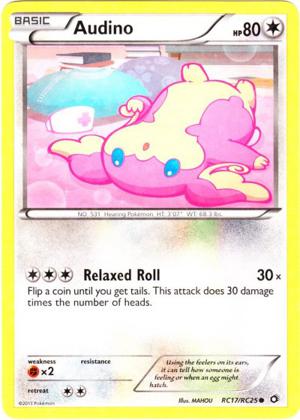 BASIC
Audino
HP80
NO. 531 Hearing Pokémon HT: 3'07" WT: 68.3 lbs.
Relaxed Roll 30×
Flip a coin until you get tails. This attack does 30 damage
times the number of heads.
weakness resistance
×2
Using the feelers on its ears,
it can tell how someone is
feeling or when an egg might
hatch.
retreat
©2013 Pokémon
Illus. MAHOU RC17/RC25